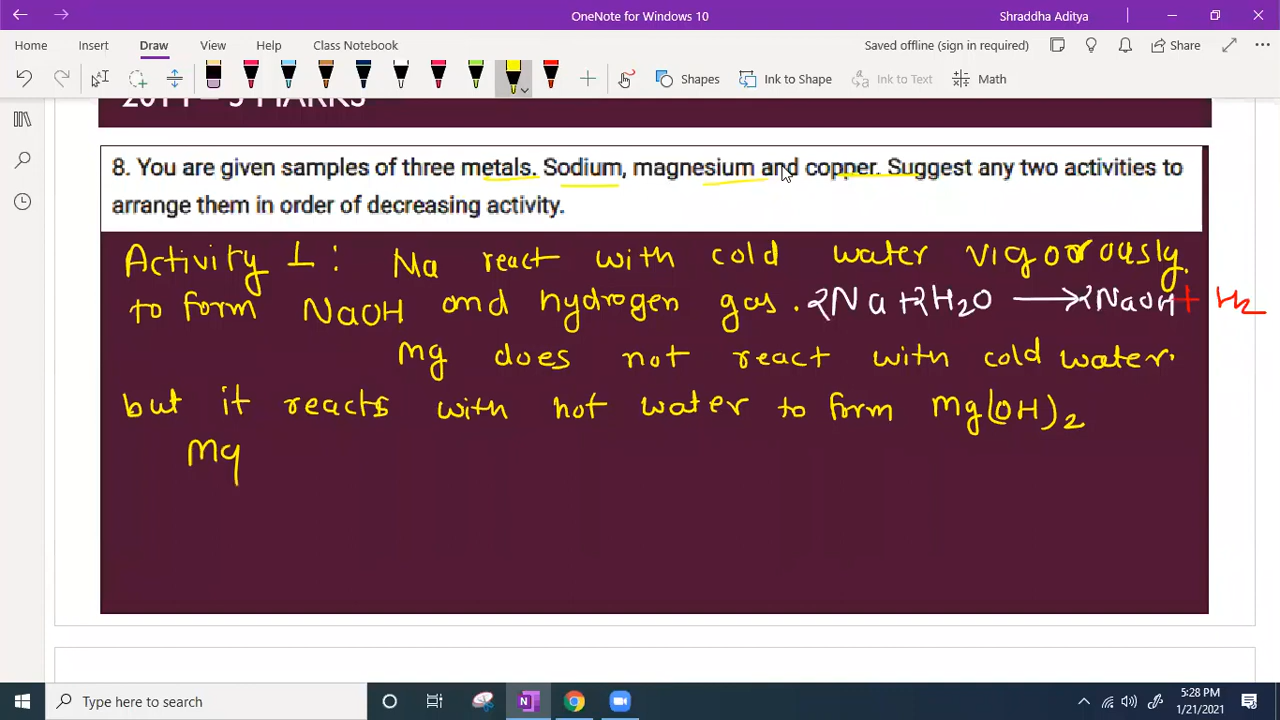 OneNote for Windows 10
Shraddha Aditya
Home Insert Draw View Help Class Notebook
Saved offline (sign in required)
Share
Shapes
Ink to Shape
Ink to Text
Math
8. You are given samples of three metals. Sodium, magnesium and copper. Suggest any two activities to
arrange them in order of decreasing activity.
Activity 1: Na react with cold water vigorously.
to form NaOH and hydrogen gas. 2Na + 2H2O → 2NaOH + H2
Mg does not react with cold water.
but it reacts with hot water to form Mg(OH)2
Mg
Type here to search
5:28 PM
1/21/2021